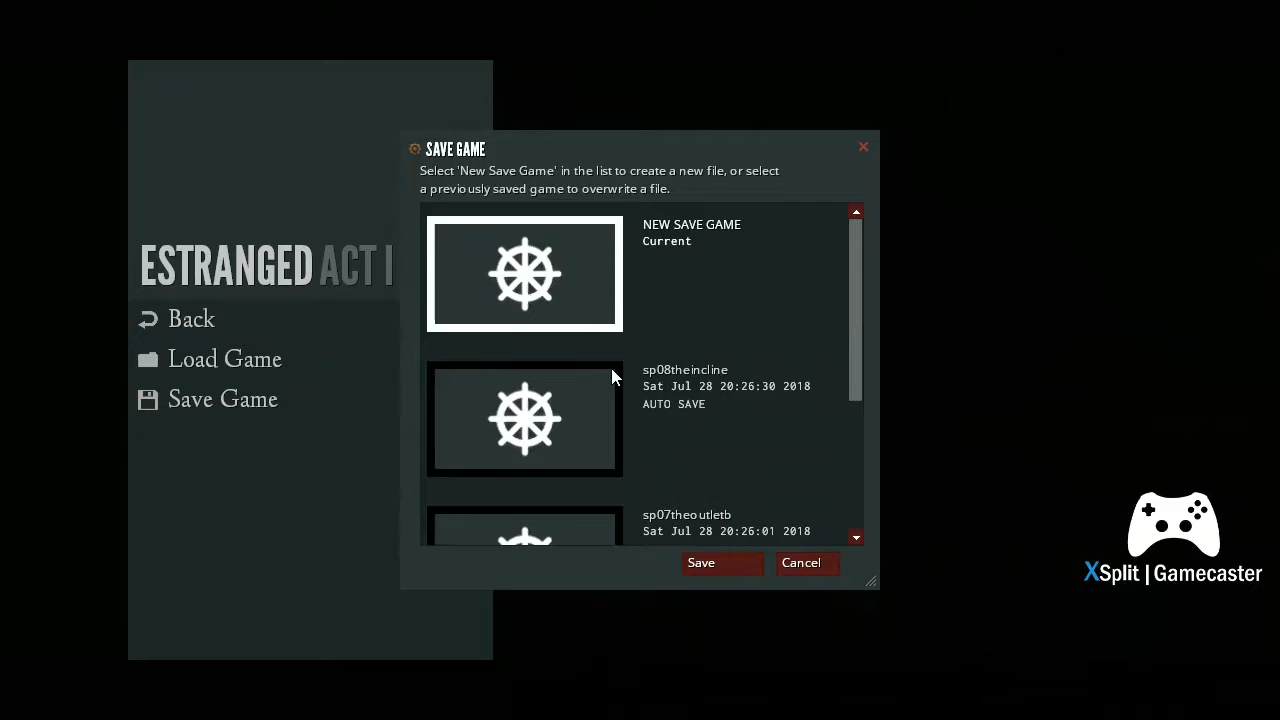 SAVE GAME
Select 'New Save Game' in the list to create a new file, or select
a previously saved game to overwrite a file.
NEW SAVE GAME
Current
ESTRANGED ACT I
Back
Load Game
Save Game
sp08theincline
Sat Jul 28 20:26:30 2018
AUTO SAVE
sp07theoutletb
Sat Jul 28 20:26:01 2018
Save
Cancel
XSplit | Gamecaster